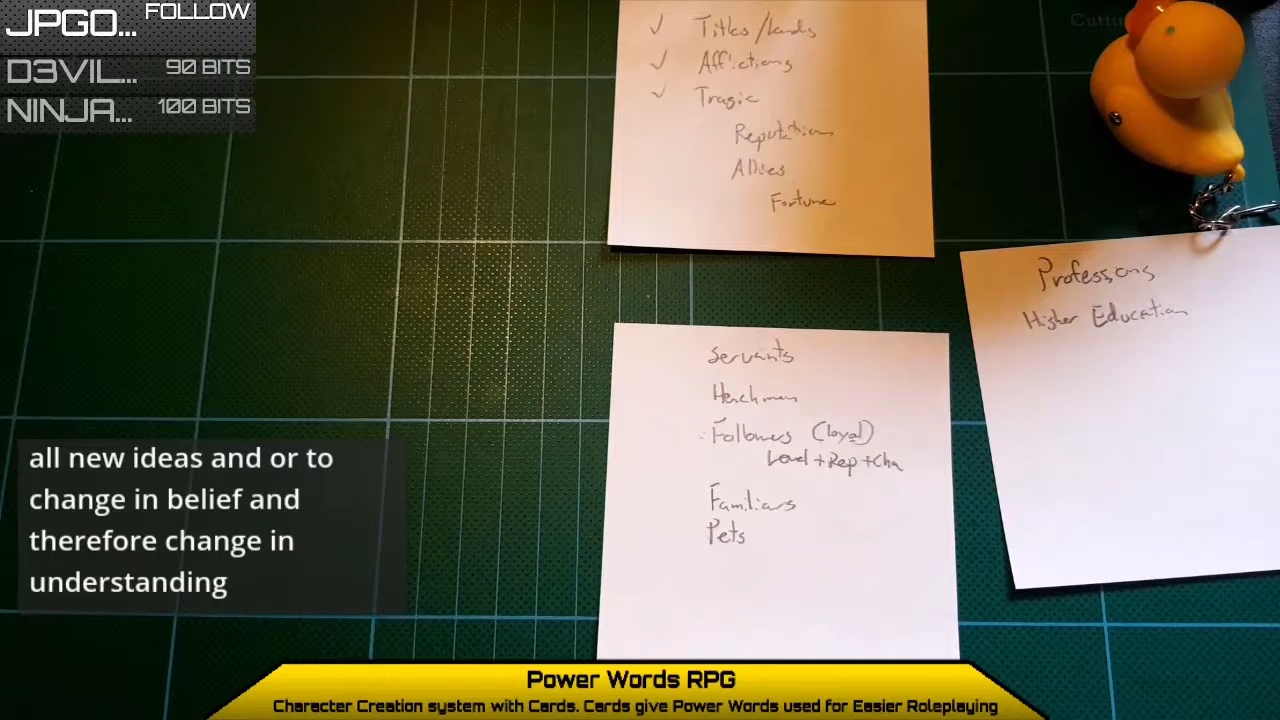 JPGO... FOLLOW
D3VIL... 90 BITS
NINJA... 100 BITS
✓ Titles/Lands
✓ Afflictions
✓ Tragic
Reputation
Allies
Fortune
Professions
Higher Education
Servants
Henchmen
Followers (loyal)
Level + Rep + Cha
Familiars
Pets
all new ideas and or to
change in belief and
therefore change in
understanding
Power Words RPG
Character Creation system with Cards. Cards give Power Words used for Easier Roleplaying